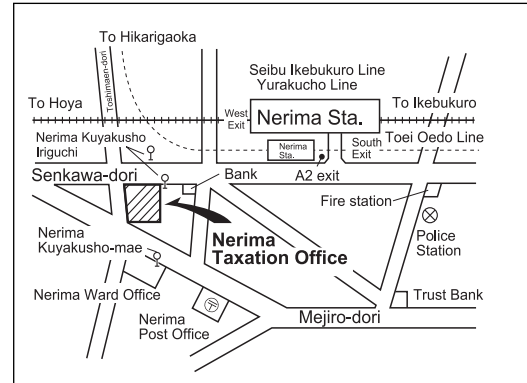 To Hikarigaoka
Toshimaen-dori
Seibu Ikebukuro Line
Yurakucho Line
To Hoya
West
Exit
Nerima Sta.
To Ikebukuro
Nerima Kuyakusho
Iriguchi
Nerima
Sta.
South
Exit
Toei Oedo Line
Senkawa-dori
Bank
A2 exit
Fire station
Nerima
Taxation Office
Police
Station
Nerima
Kuyakusho-mae
Nerima Ward Office
Nerima
Post Office
〒
Trust Bank
Mejiro-dori